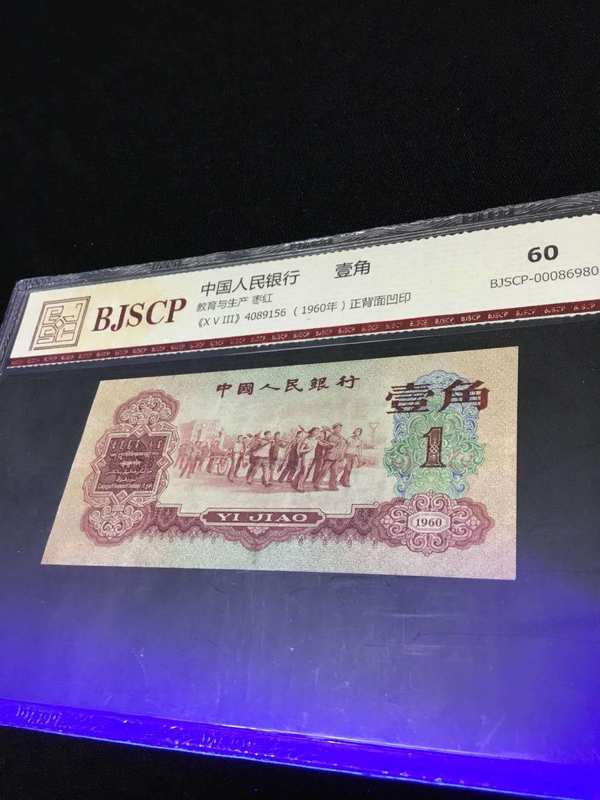 BJSCP
中国人民银行 壹角
教育与生产 枣红
《XVIII》4089156 (1960年)正背面凹印
60
BJSCP-00086980
中國人民銀行
壹角
1
YI JIAO
1960